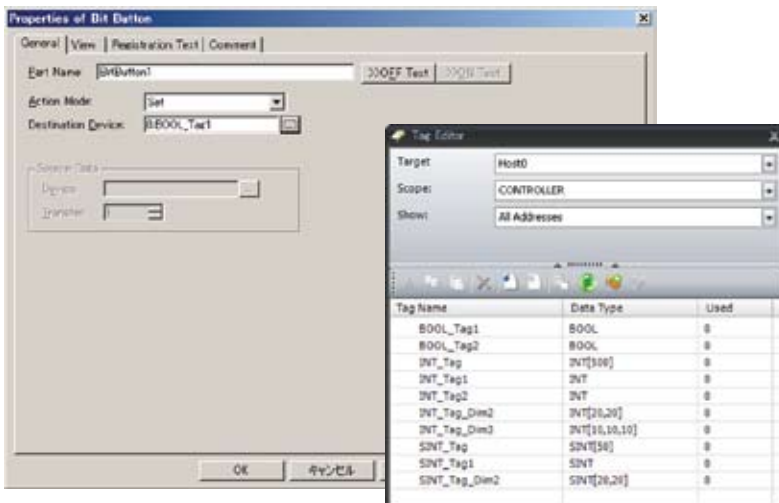 Properties of Bit Button
General View Registration Text Comment
Part Name BitButton1 >>OFF Text >>ON Text
Action Mode: Set
Destination Device: 0:BOOL_Tag1 ...
Source Data
Device: ...
Transfer: 1
OK キャンセル
Tag Editor
Target Host0
Scope: CONTROLLER
Show: All Addresses
Tag Name Data Type Used
BOOL_Tag1 BOOL 0
BOOL_Tag2 BOOL 0
INT_Tag INT[500] 0
INT_Tag1 INT 0
INT_Tag2 INT 0
INT_Tag_Dim2 INT[20,20] 0
INT_Tag_Dim3 INT[10,10,10] 0
SINT_Tag SINT[50] 0
SINT_Tag1 SINT 0
SINT_Tag_Dim2 SINT[20,20] 0